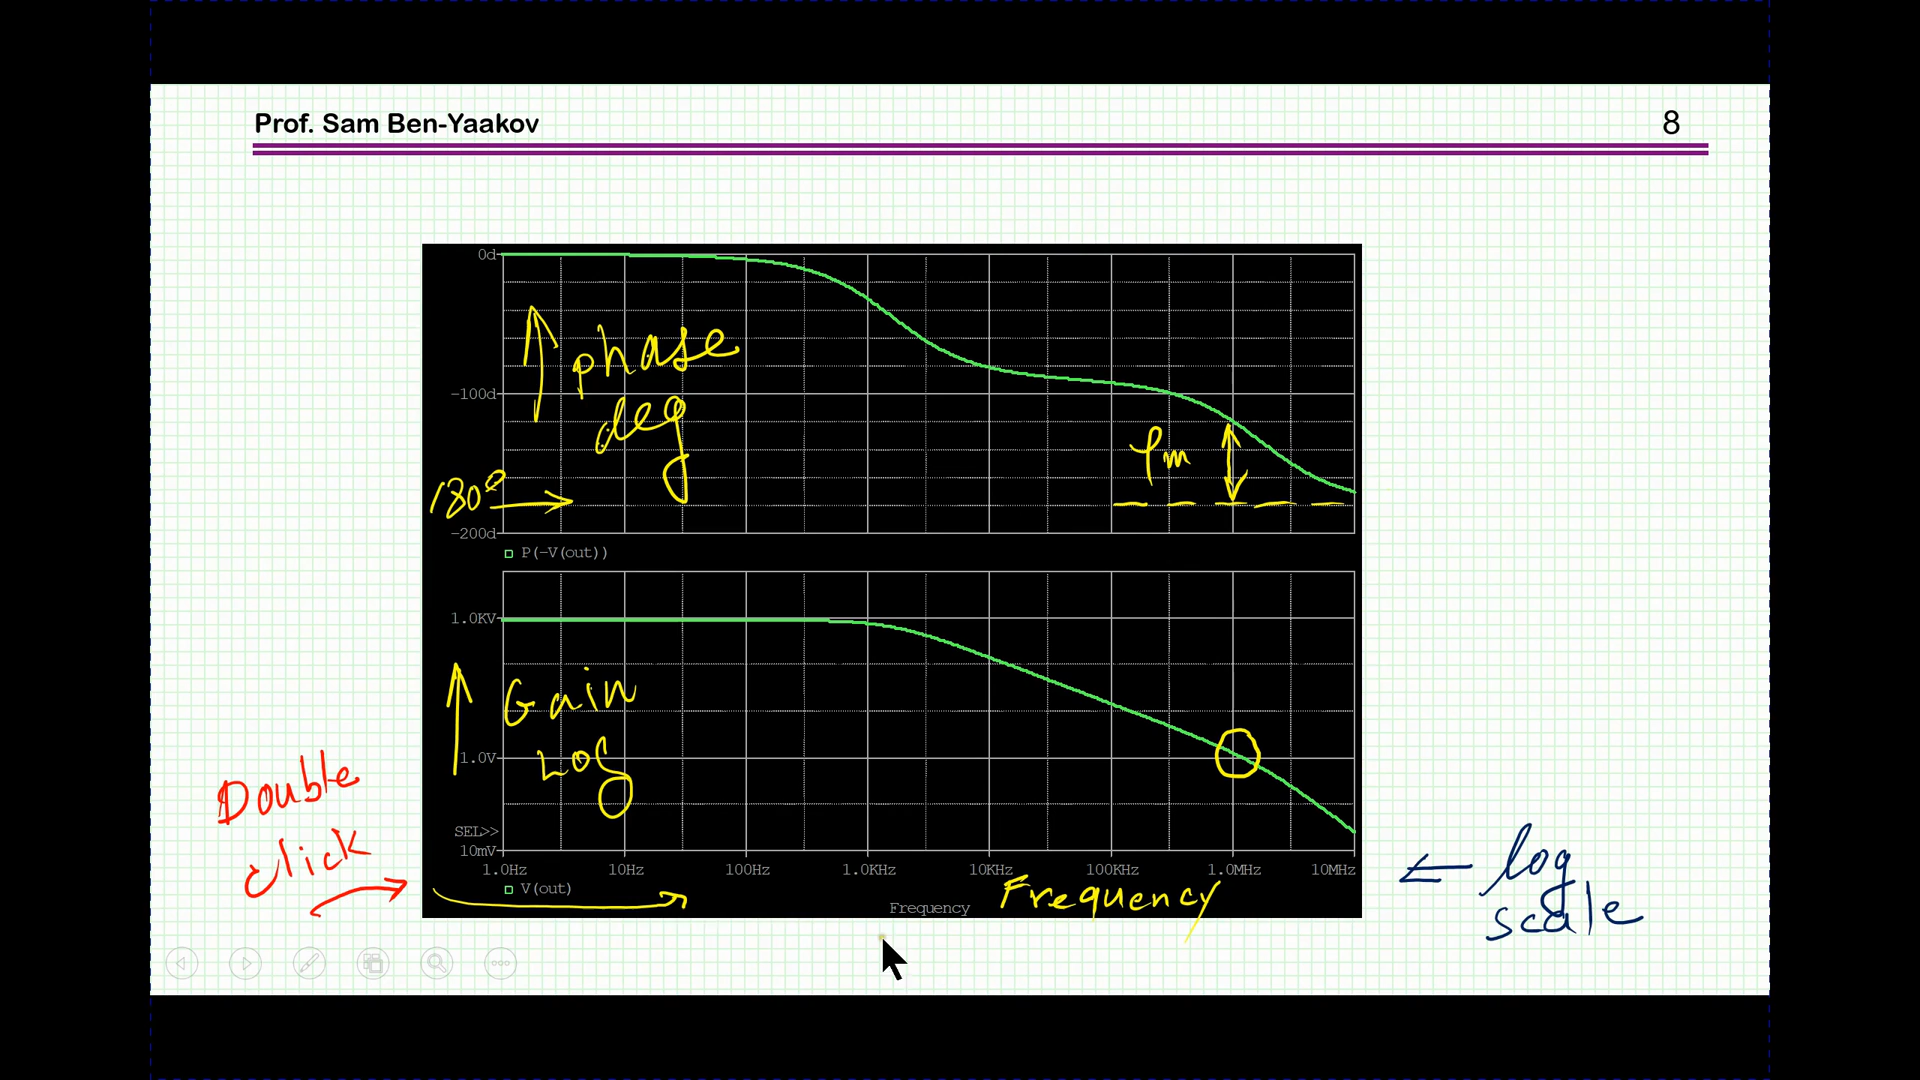 Prof. Sam Ben-Yaakov
8
0d
phase
deg
-100d
φm
180°
-200d
P(-V(out))
1.0KV
Gain
Log
1.0V
SEL>>
10mV
1.0Hz 10Hz 100Hz 1.0KHz 10KHz 100KHz 1.0MHz 10MHz
V(out)
Frequency
Frequency
Double
click
log
scale